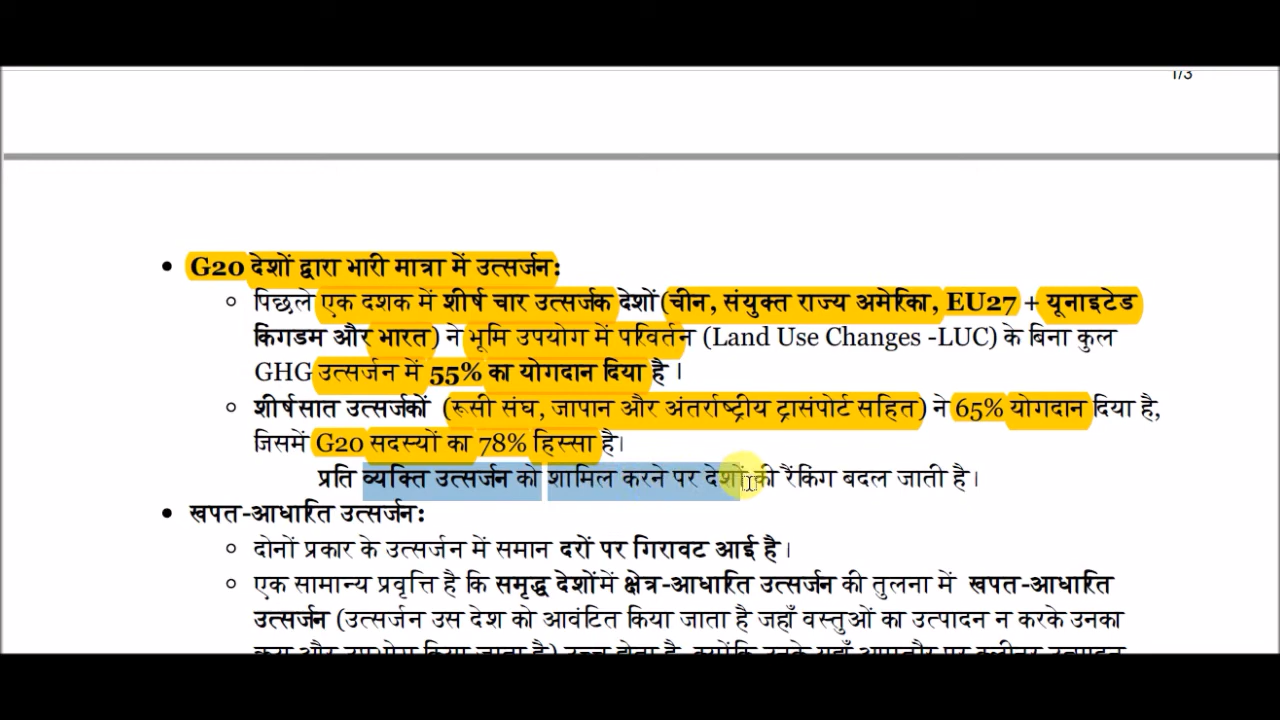 1/3
G20 देशों द्वारा भारी मात्रा में उत्सर्जन:
पिछले एक दशक में शीर्ष चार उत्सर्जक देशों (चीन, संयुक्त राज्य अमेरिका, EU27 + यूनाइटेड
किंगडम और भारत) ने भूमि उपयोग में परिवर्तन (Land Use Changes -LUC) के बिना कुल
GHG उत्सर्जन में 55% का योगदान दिया है।
शीर्ष सात उत्सर्जकों (रूसी संघ, जापान और अंतर्राष्ट्रीय ट्रासंपोर्ट सहित) ने 65% योगदान दिया है,
जिसमें G20 सदस्यों का 78% हिस्सा है।
प्रति व्यक्ति उत्सर्जन को शामिल करने पर देशों की रैंकिंग बदल जाती है।
खपत-आधारित उत्सर्जन:
दोनों प्रकार के उत्सर्जन में समान दरों पर गिरावट आई है।
एक सामान्य प्रवृत्ति है कि समृद्ध देशों में क्षेत्र-आधारित उत्सर्जन की तुलना में खपत-आधारित
उत्सर्जन (उत्सर्जन उस देश को आवंटित किया जाता है जहाँ वस्तुओं का उत्पादन न करके उनका